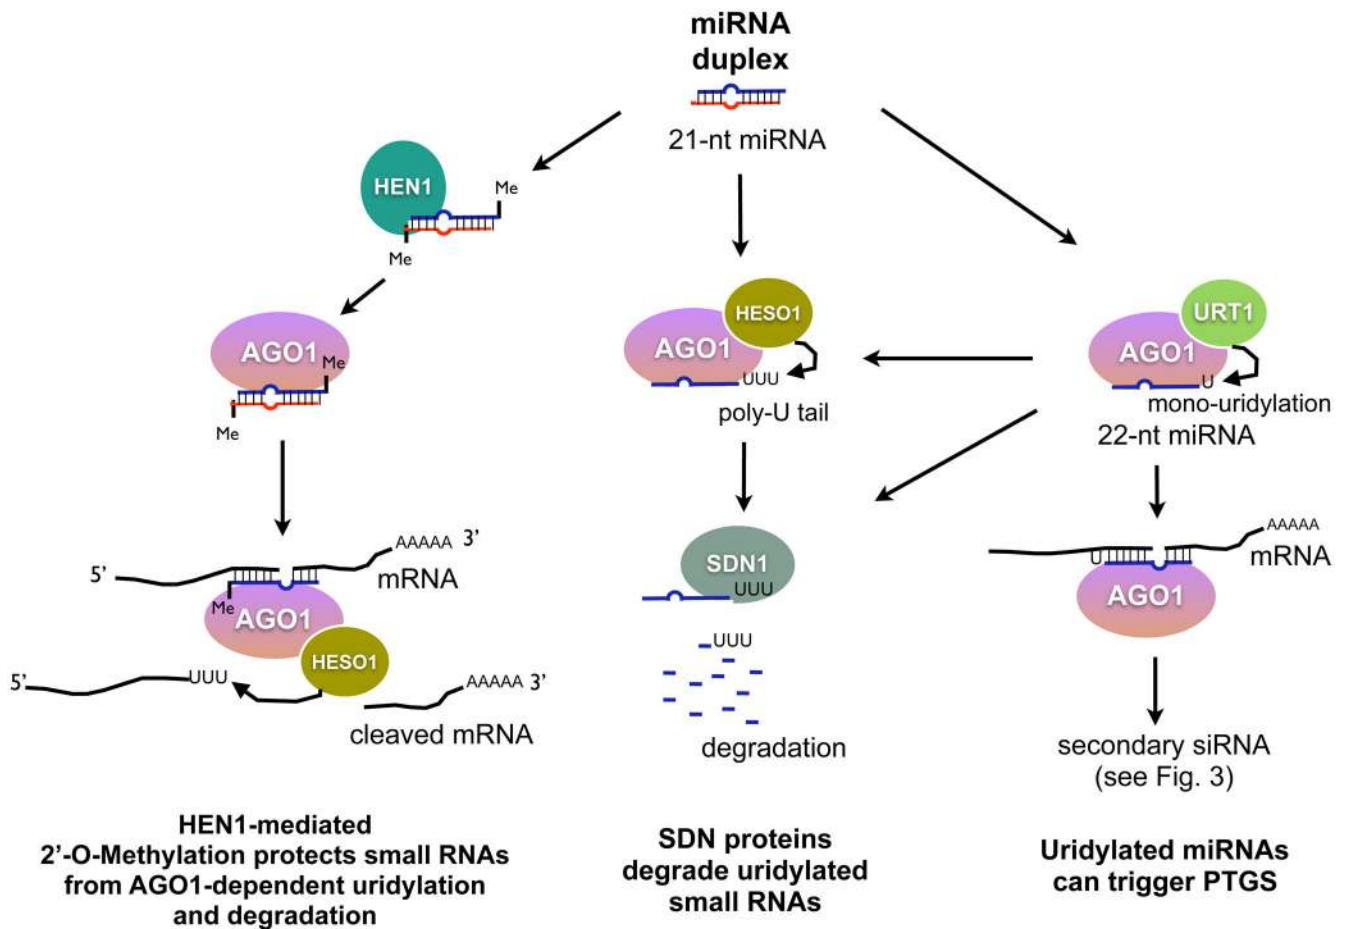 miRNA
duplex
21-nt miRNA
HEN1
Me
Me
AGO1
Me
Me
5'
AAAAA 3'
mRNA
Me
AGO1
HESO1
5'
UUU
AAAAA 3'
cleaved mRNA
HEN1-mediated
2'-O-Methylation protects small RNAs
from AGO1-dependent uridylation
and degradation
HESO1
AGO1
UUU
poly-U tail
SDN1
UUU
UUU
degradation
SDN proteins
degrade uridylated
small RNAs
URT1
AGO1
U
mono-uridylation
22-nt miRNA
AAAAA
mRNA
U
AGO1
secondary siRNA
(see Fig. 3)
Uridylated miRNAs
can trigger PTGS